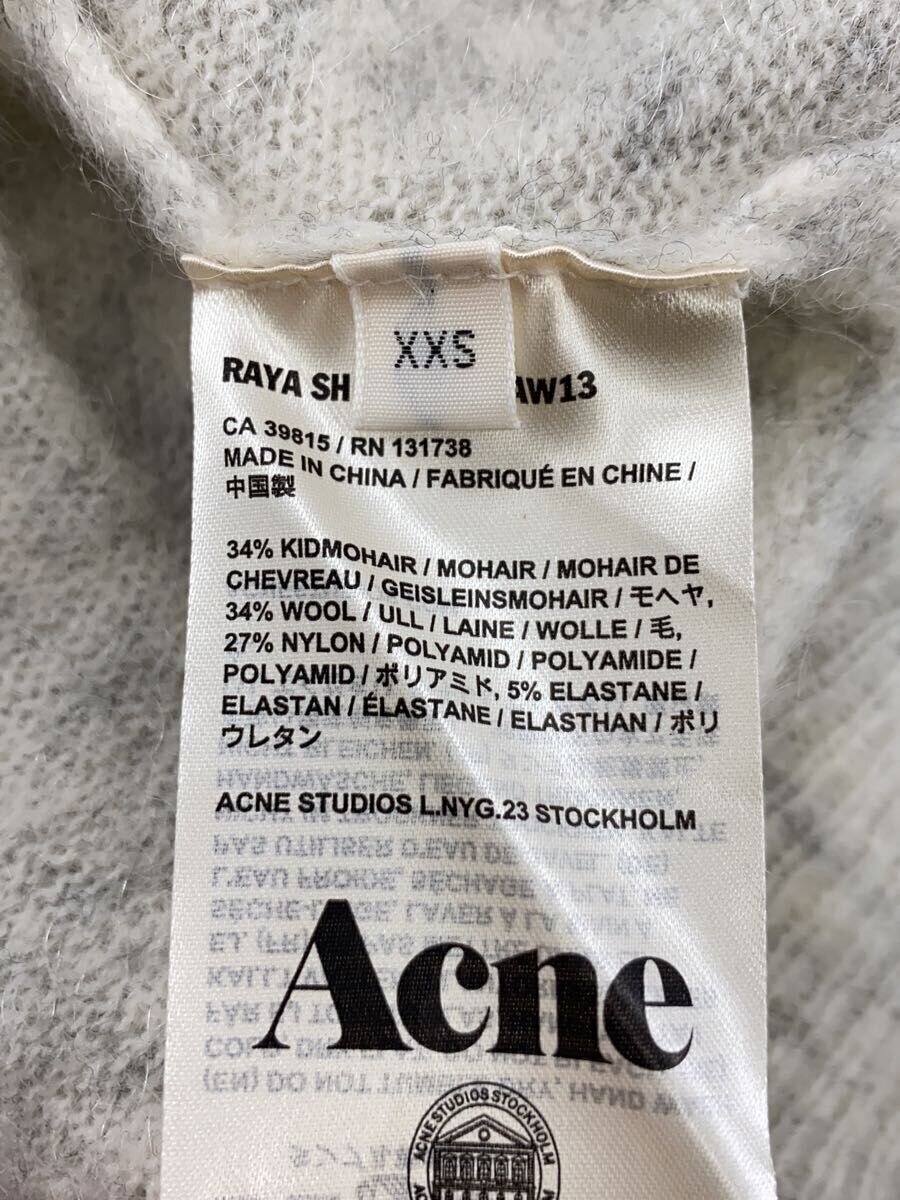 XXS
RAYA SH AW13
CA 39815 / RN 131738
MADE IN CHINA / FABRIQUÉ EN CHINE /
中国製
34% KIDMOHAIR / MOHAIR / MOHAIR DE
CHEVREAU / GEISLEINSMOHAIR / モヘヤ,
34% WOOL / ULL / LAINE / WOLLE / 毛,
27% NYLON / POLYAMID / POLYAMIDE /
POLYAMID / ポリアミド, 5% ELASTANE /
ELASTAN / ÉLASTANE / ELASTHAN / ポリ
ウレタン
ACNE STUDIOS L.NYG.23 STOCKHOLM
Acne
ACNE STUDIOS STOCKHOLM